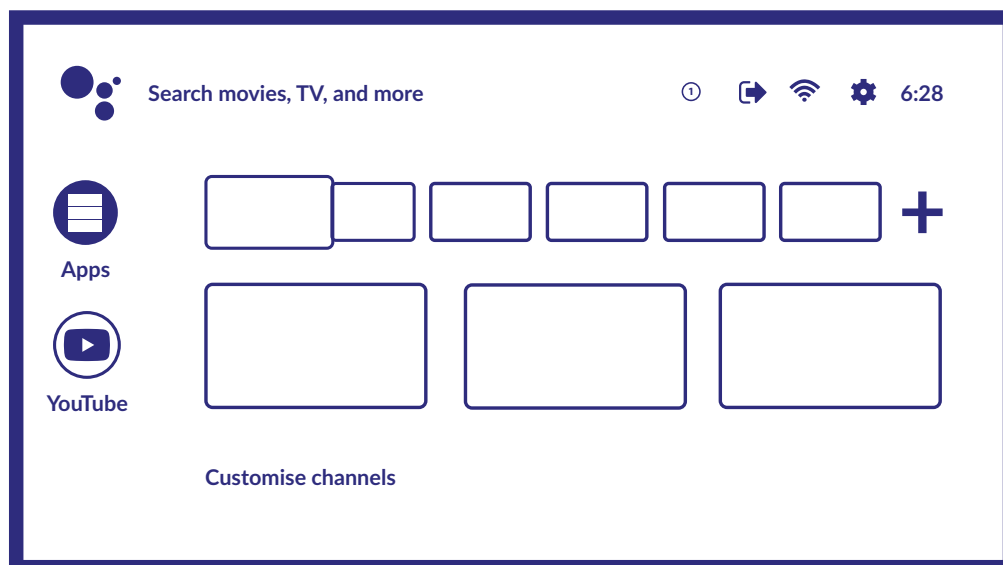 Search movies, TV, and more
1
6:28
Apps
YouTube
Customise channels